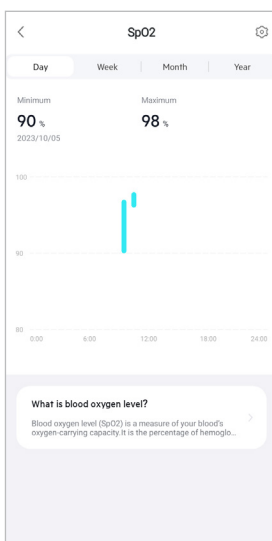 SpO2
Day Week Month Year
Minimum Maximum
90 % 98 %
2023/10/05
100
90
80
0:00 6:00 12:00 18:00 24:00
What is blood oxygen level?
Blood oxygen level (SpO2) is a measure of your blood's
oxygen-carrying capacity.It is the percentage of hemoglo...